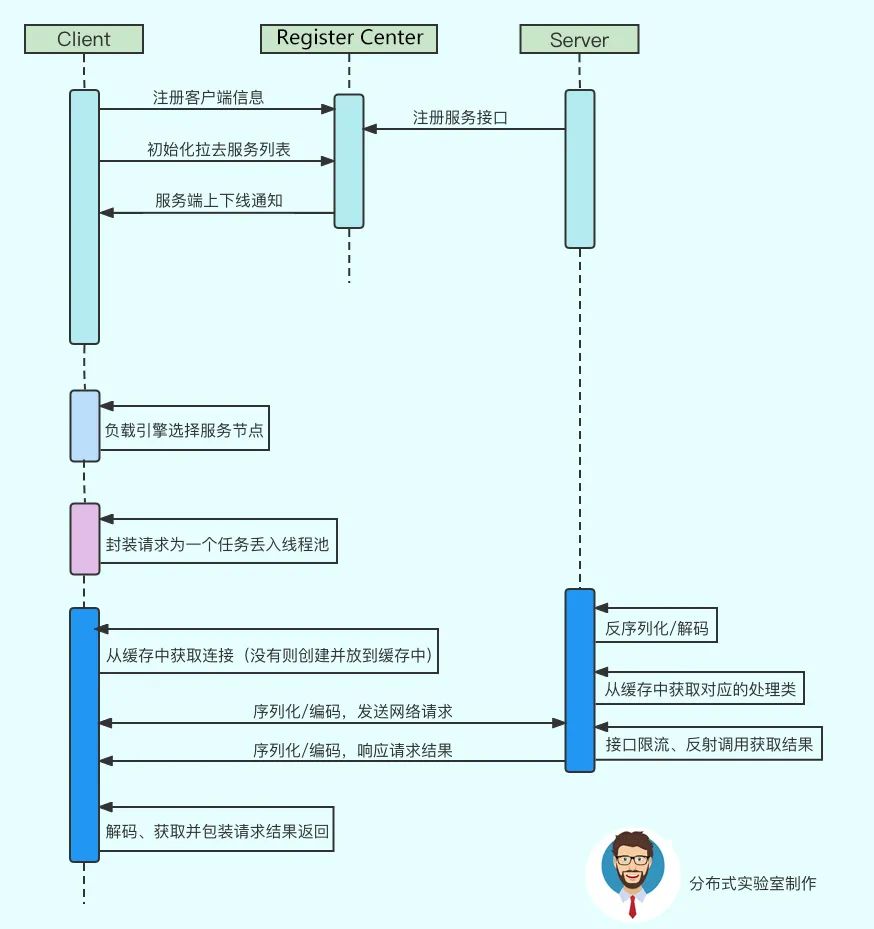 Client
Register Center
Server
注册客户端信息
注册服务接口
初始化拉去服务列表
服务端上下线通知
负载引擎选择服务节点
封装请求为一个任务丢入线程池
反序列化/解码
从缓存中获取连接（没有则创建并放到缓存中）
从缓存中获取对应的处理类
序列化/编码，发送网络请求
接口限流、反射调用获取结果
序列化/编码，响应请求结果
解码、获取并包装请求结果返回
分布式实验室制作